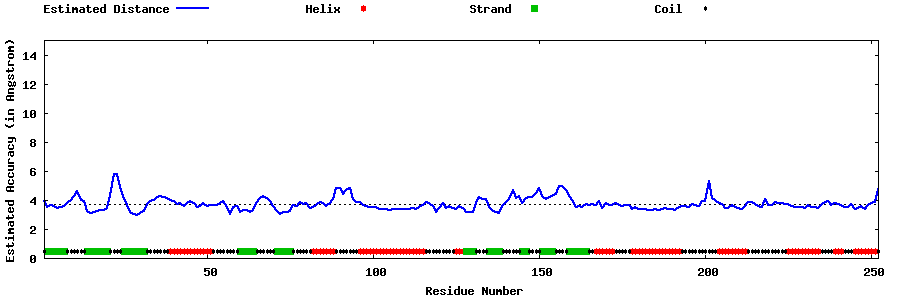 Estimated Distance Helix Strand Coil
Estimated Accuracy (in Angstrom)
14
12
10
8
6
4
2
0
50 100 150 200 250
Residue Number